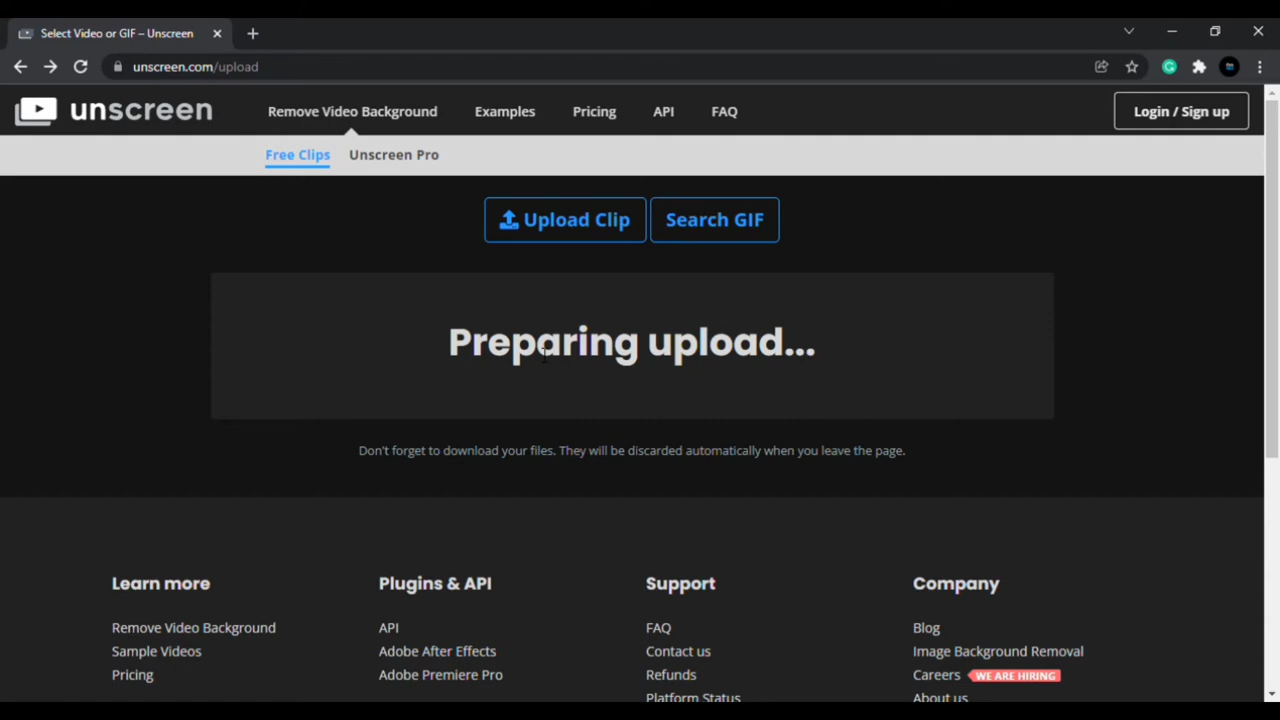 Select Video or GIF – Unscreen
unscreen.com/upload
unscreen
Remove Video Background Examples Pricing API FAQ
Login / Sign up
Free Clips Unscreen Pro
Upload Clip Search GIF
Preparing upload...
Don't forget to download your files. They will be discarded automatically when you leave the page.
Learn more Plugins & API Support Company
Remove Video Background API FAQ Blog
Sample Videos Adobe After Effects Contact us Image Background Removal
Pricing Adobe Premiere Pro Refunds Careers WE ARE HIRING
Platform Status About us